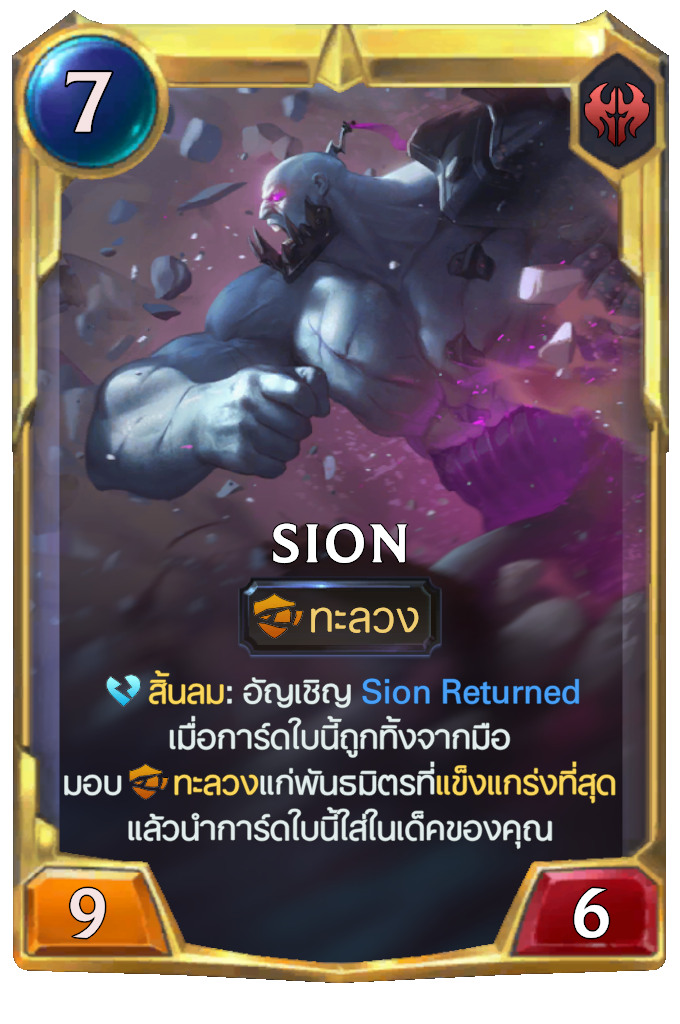 7
SION
ทะลวง
สิ้นลม: อัญเชิญ Sion Returned
เมื่อการ์ดใบนี้ถูกทิ้งจากมือ
มอบ ทะลวงแก่พันธมิตรที่แข็งแกร่งที่สุด
แล้วนำการ์ดใบนี้ใส่ในเด็คของคุณ
9
6